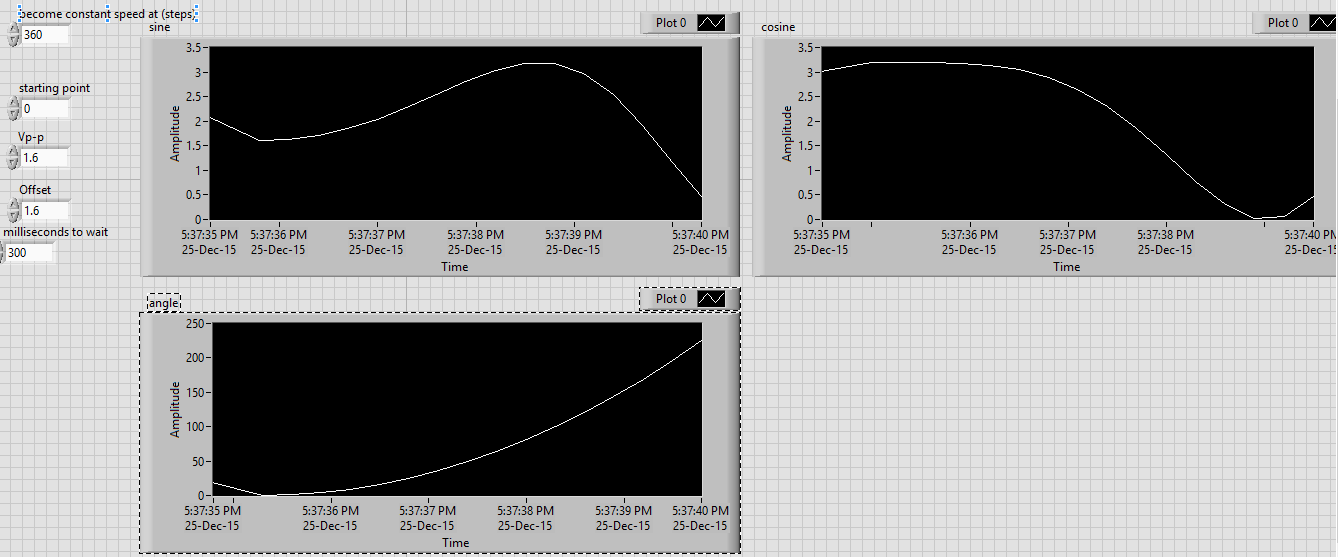 become constant speed at (steps)
360
starting point
0
Vp-p
1.6
Offset
1.6
milliseconds to wait
300
sine
Plot 0
Amplitude
3.5
3
2.5
2
1.5
1
0.5
0
5:37:35 PM 5:37:36 PM 5:37:37 PM 5:37:38 PM 5:37:39 PM 5:37:40 PM
25-Dec-15 25-Dec-15 25-Dec-15 25-Dec-15 25-Dec-15 25-Dec-15
Time
cosine
Plot 0
Amplitude
3.5
3
2.5
2
1.5
1
0.5
0
5:37:35 PM 5:37:36 PM 5:37:37 PM 5:37:38 PM 5:37:40 PM
25-Dec-15 25-Dec-15 25-Dec-15 25-Dec-15 25-Dec-15
Time
angle
Plot 0
Amplitude
250
200
150
100
50
0
5:37:35 PM 5:37:36 PM 5:37:37 PM 5:37:38 PM 5:37:39 PM 5:37:40 PM
25-Dec-15 25-Dec-15 25-Dec-15 25-Dec-15 25-Dec-15 25-Dec-15
Time